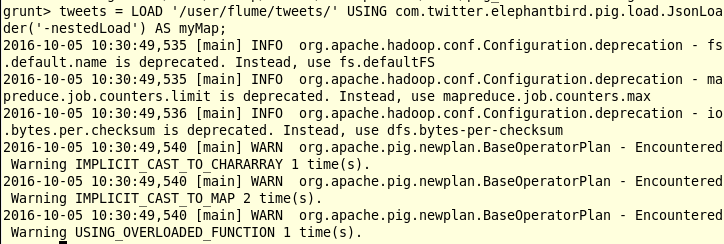 grunt> tweets = LOAD '/user/flume/tweets/' USING com.twitter.elephantbird.pig.load.JsonLoa
der('-nestedLoad') AS myMap;
2016-10-05 10:30:49,535 [main] INFO  org.apache.hadoop.conf.Configuration.deprecation - fs
.default.name is deprecated. Instead, use fs.defaultFS
2016-10-05 10:30:49,535 [main] INFO  org.apache.hadoop.conf.Configuration.deprecation - ma
preduce.job.counters.limit is deprecated. Instead, use mapreduce.job.counters.max
2016-10-05 10:30:49,536 [main] INFO  org.apache.hadoop.conf.Configuration.deprecation - io
.bytes.per.checksum is deprecated. Instead, use dfs.bytes-per-checksum
2016-10-05 10:30:49,540 [main] WARN  org.apache.pig.newplan.BaseOperatorPlan - Encountered
 Warning IMPLICIT_CAST_TO_CHARARRAY 1 time(s).
2016-10-05 10:30:49,540 [main] WARN  org.apache.pig.newplan.BaseOperatorPlan - Encountered
 Warning IMPLICIT_CAST_TO_MAP 2 time(s).
2016-10-05 10:30:49,540 [main] WARN  org.apache.pig.newplan.BaseOperatorPlan - Encountered
 Warning USING_OVERLOADED_FUNCTION 1 time(s).